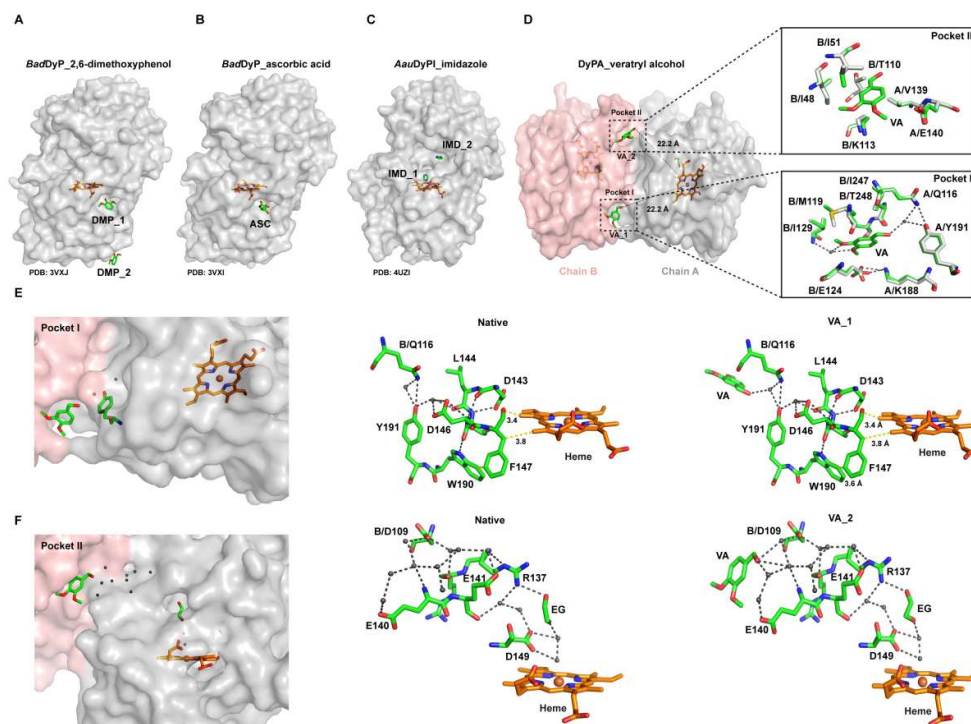 A
B
C
D
BadDyP_2,6-dimethoxyphenol
BadDyP_ascorbic acid
AauDyPI_imidazole
DyPA_veratryl alcohol
DMP_1
DMP_2
PDB: 3VXJ
ASC
PDB: 3VXI
IMD_2
IMD_1
PDB: 4UZI
Pocket II
VA_2
22.2 Å
Pocket I
22.2 Å
VA_1
Chain B
Chain A
Pocket II
B/I51
B/T110
B/I48
A/V139
VA
A/E140
B/K113
Pocket I
B/I247
A/Q116
B/T248
B/M119
B/I129
A/Y191
VA
B/E124
A/K188
E
Pocket I
Native
B/Q116
L144
D143
3.4
Y191
D146
3.8
Heme
F147
W190
VA_1
B/Q116
L144
VA
D143
3.4 Å
Y191
D146
3.8 Å
Heme
F147
3.6 Å
W190
F
Pocket II
Native
B/D109
E141
R137
E140
EG
D149
Heme
VA_2
B/D109
VA
E141
R137
E140
EG
D149
Heme